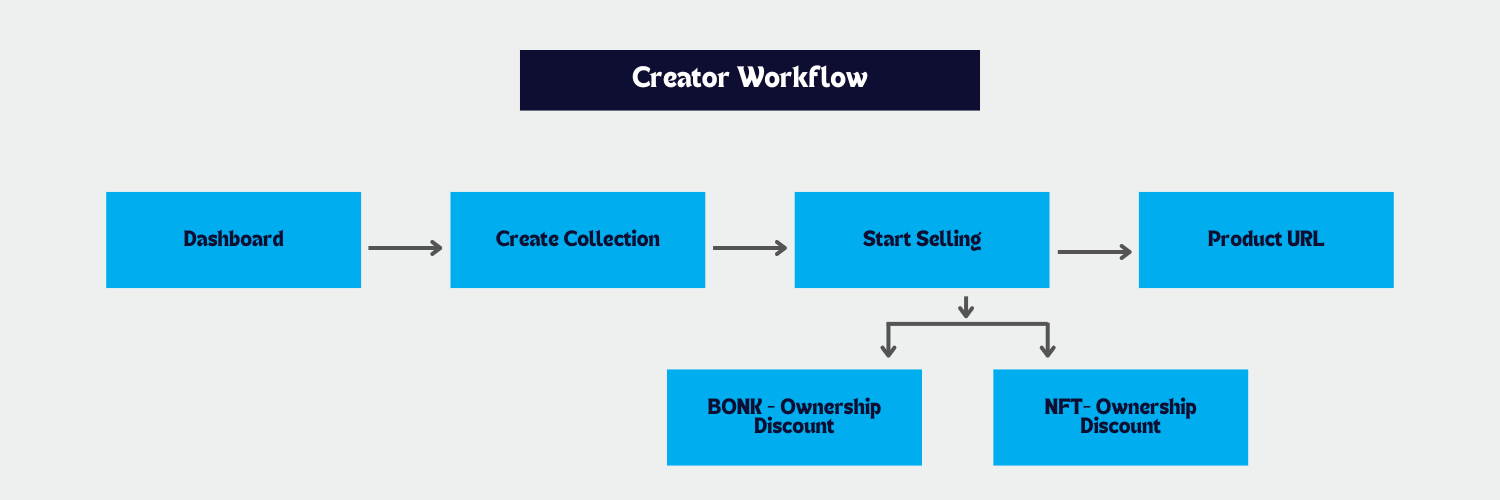 Creator Workflow
Dashboard
Create Collection
Start Selling
Product URL
BONK - Ownership
Discount
NFT- Ownership
Discount